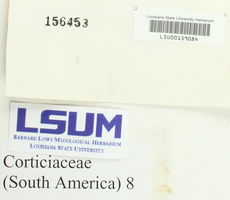 156453
Louisiana State University Herbarium
LSU00159084
LSUM
BERNARD LOWY MYCOLOGICAL HERBARIUM
LOUISIANA STATE UNIVERSITY
Corticiaceae
(South America) 8